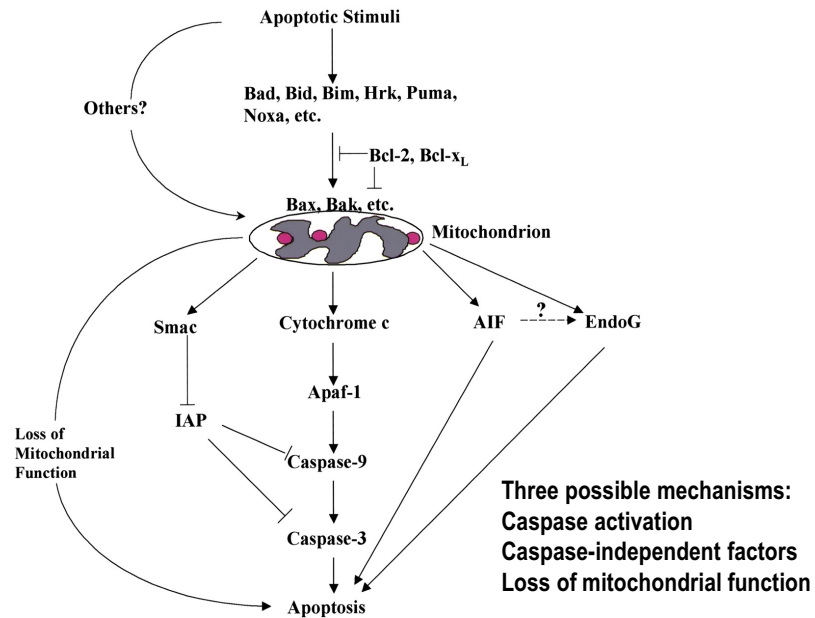 Apoptotic Stimuli
Others?
Bad, Bid, Bim, Hrk, Puma,
Noxa, etc.
Bcl-2, Bcl-xL
Bax, Bak, etc.
Mitochondrion
Smac
Cytochrome c
AIF
?
EndoG
Apaf-1
IAP
Loss of
Mitochondrial
Function
Caspase-9
Caspase-3
Apoptosis
Three possible mechanisms:
Caspase activation
Caspase-independent factors
Loss of mitochondrial function